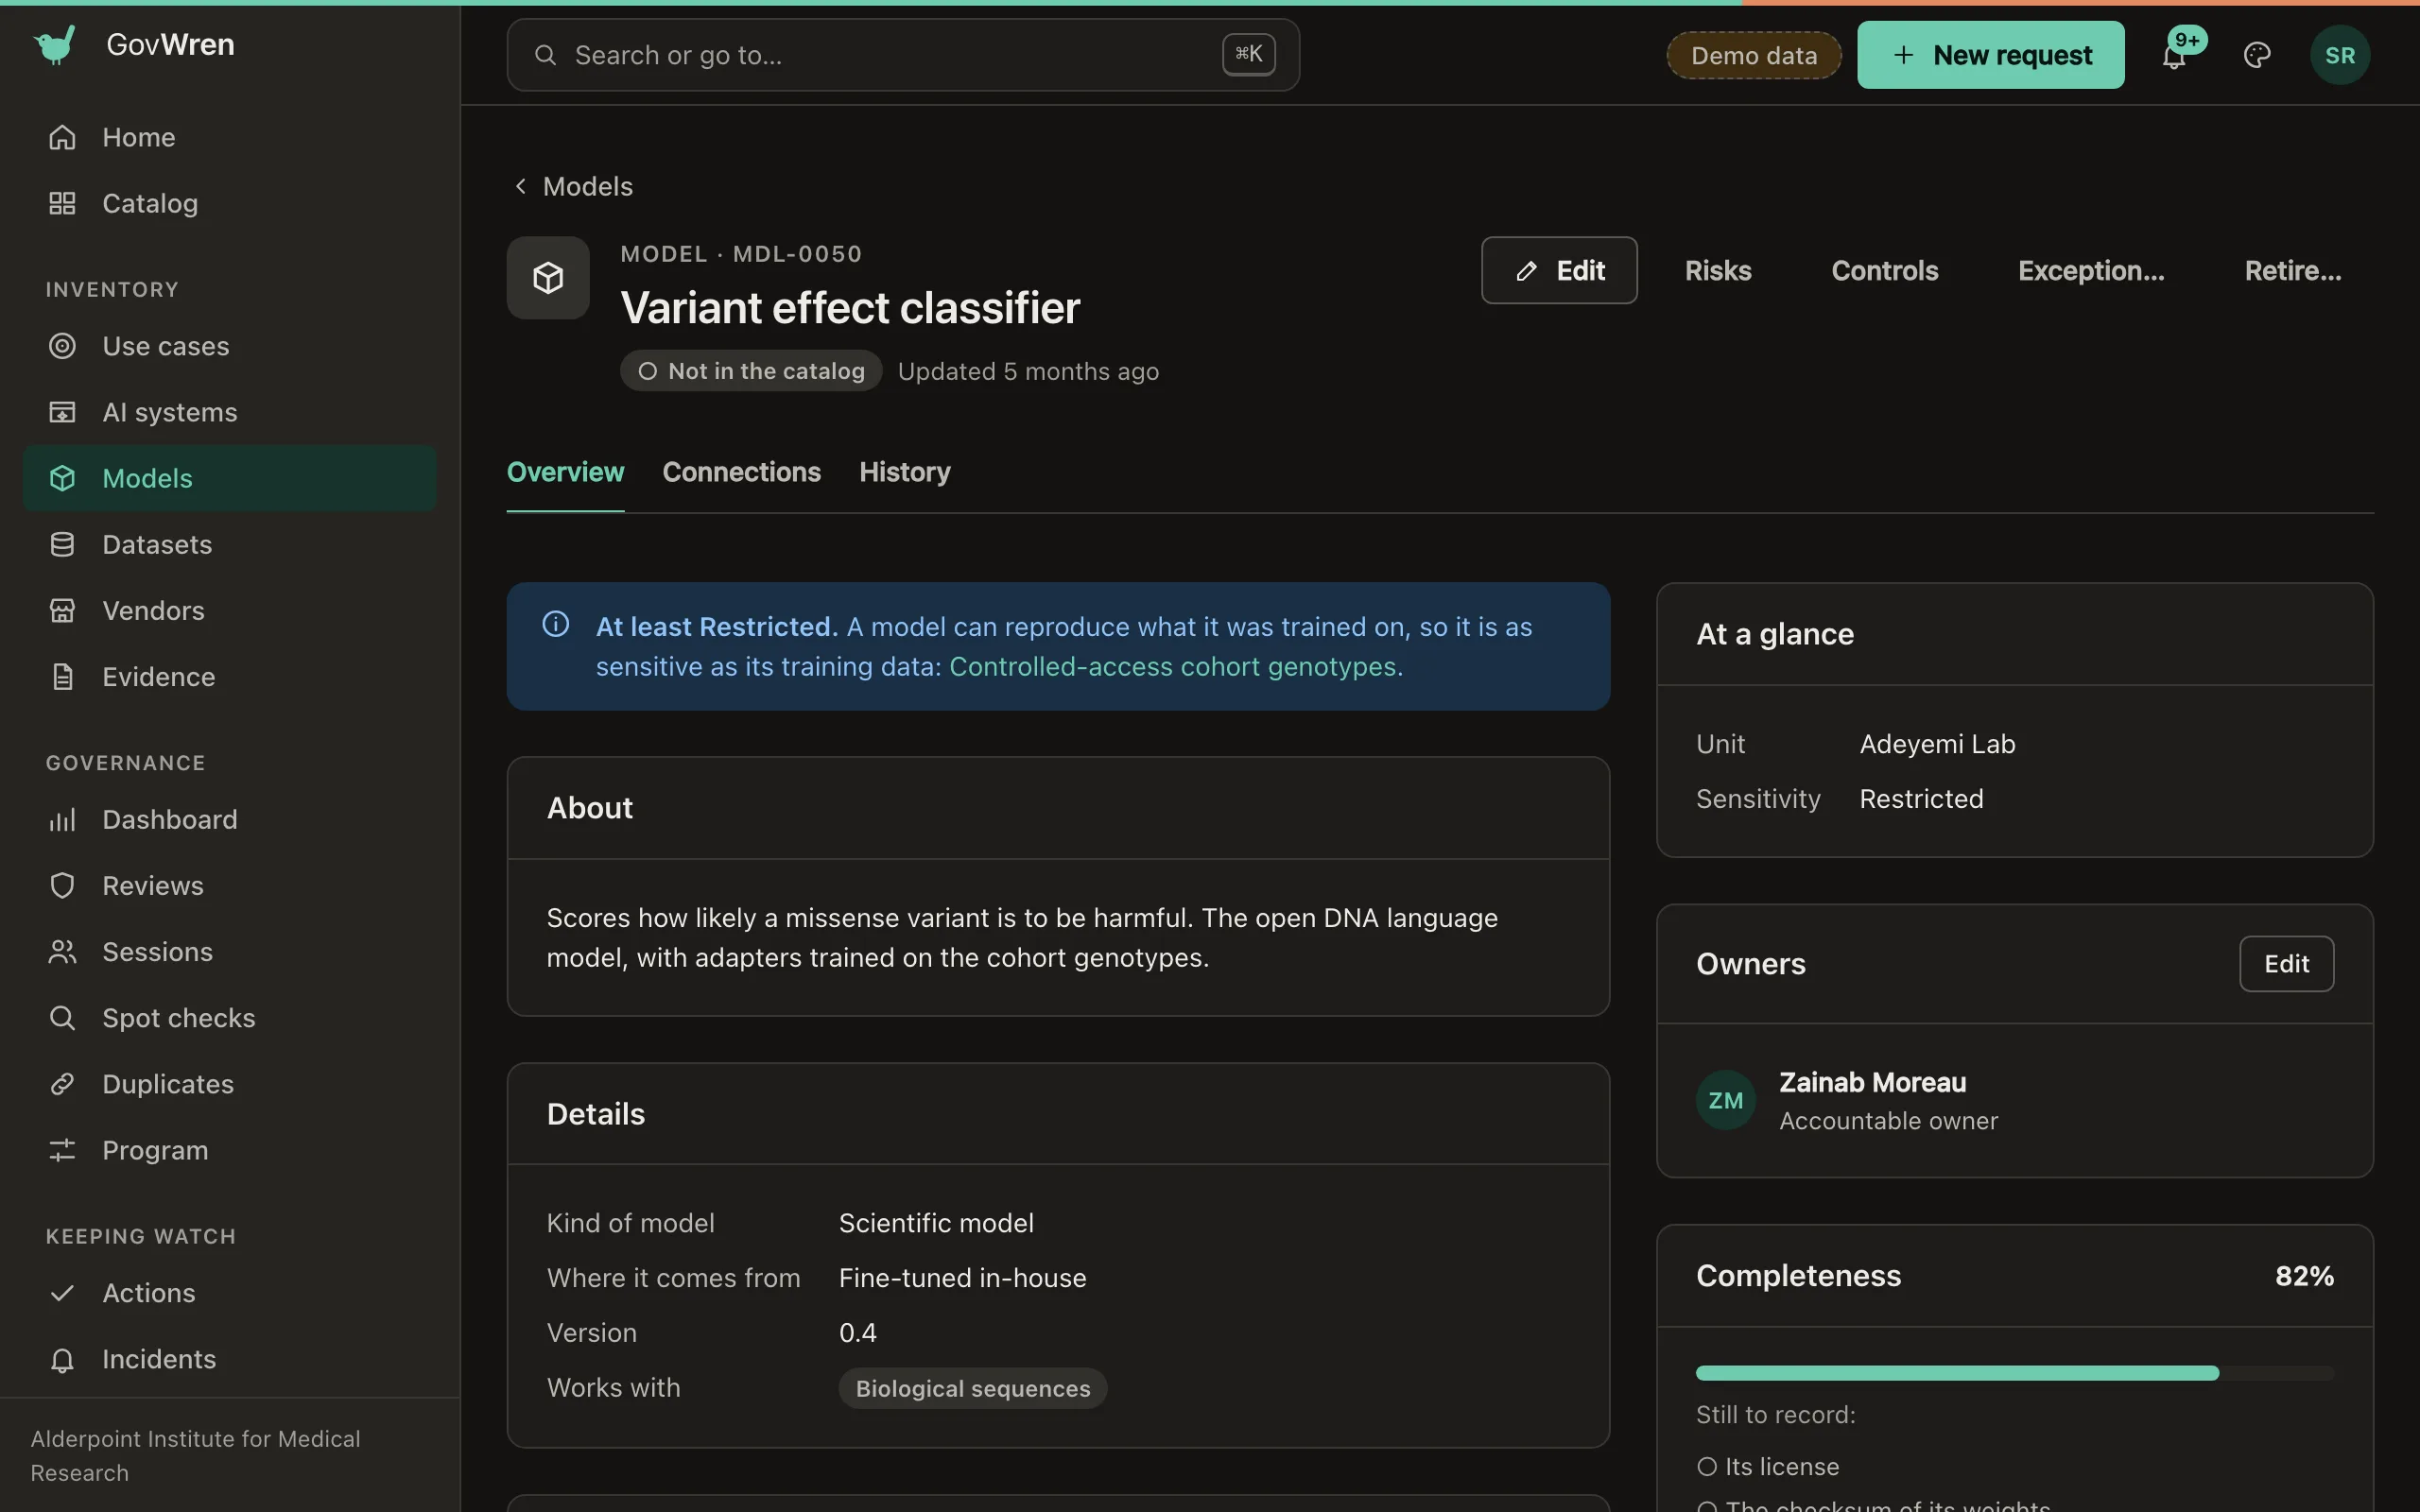 GovWren
Search or go to...
⌘K
Demo data
+ New request
9+
SR
Home
Catalog
INVENTORY
Use cases
AI systems
Models
Datasets
Vendors
Evidence
GOVERNANCE
Dashboard
Reviews
Sessions
Spot checks
Duplicates
Program
KEEPING WATCH
Actions
Incidents
Alderpoint Institute for Medical
Research
Models
MODEL · MDL-0050
Variant effect classifier
Not in the catalog
Updated 5 months ago
Edit
Risks
Controls
Exception...
Retire...
Overview
Connections
History
At least Restricted. A model can reproduce what it was trained on, so it is as
sensitive as its training data: Controlled-access cohort genotypes.
About
Scores how likely a missense variant is to be harmful. The open DNA language
model, with adapters trained on the cohort genotypes.
Details
Kind of model Scientific model
Where it comes from Fine-tuned in-house
Version 0.4
Works with Biological sequences
At a glance
Unit Adeyemi Lab
Sensitivity Restricted
Owners
Edit
ZM
Zainab Moreau
Accountable owner
Completeness 82%
Still to record:
Its license
The checksum of its weights